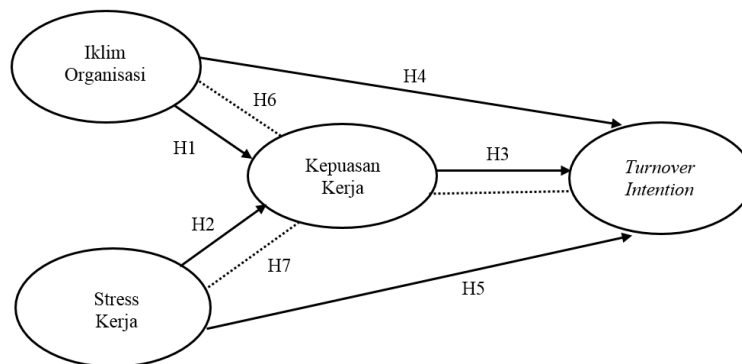 Iklim
Organisasi
H4
H6
H1
Kepuasan
Kerja
H3
Turnover
Intention
H2
H7
H5
Stress
Kerja